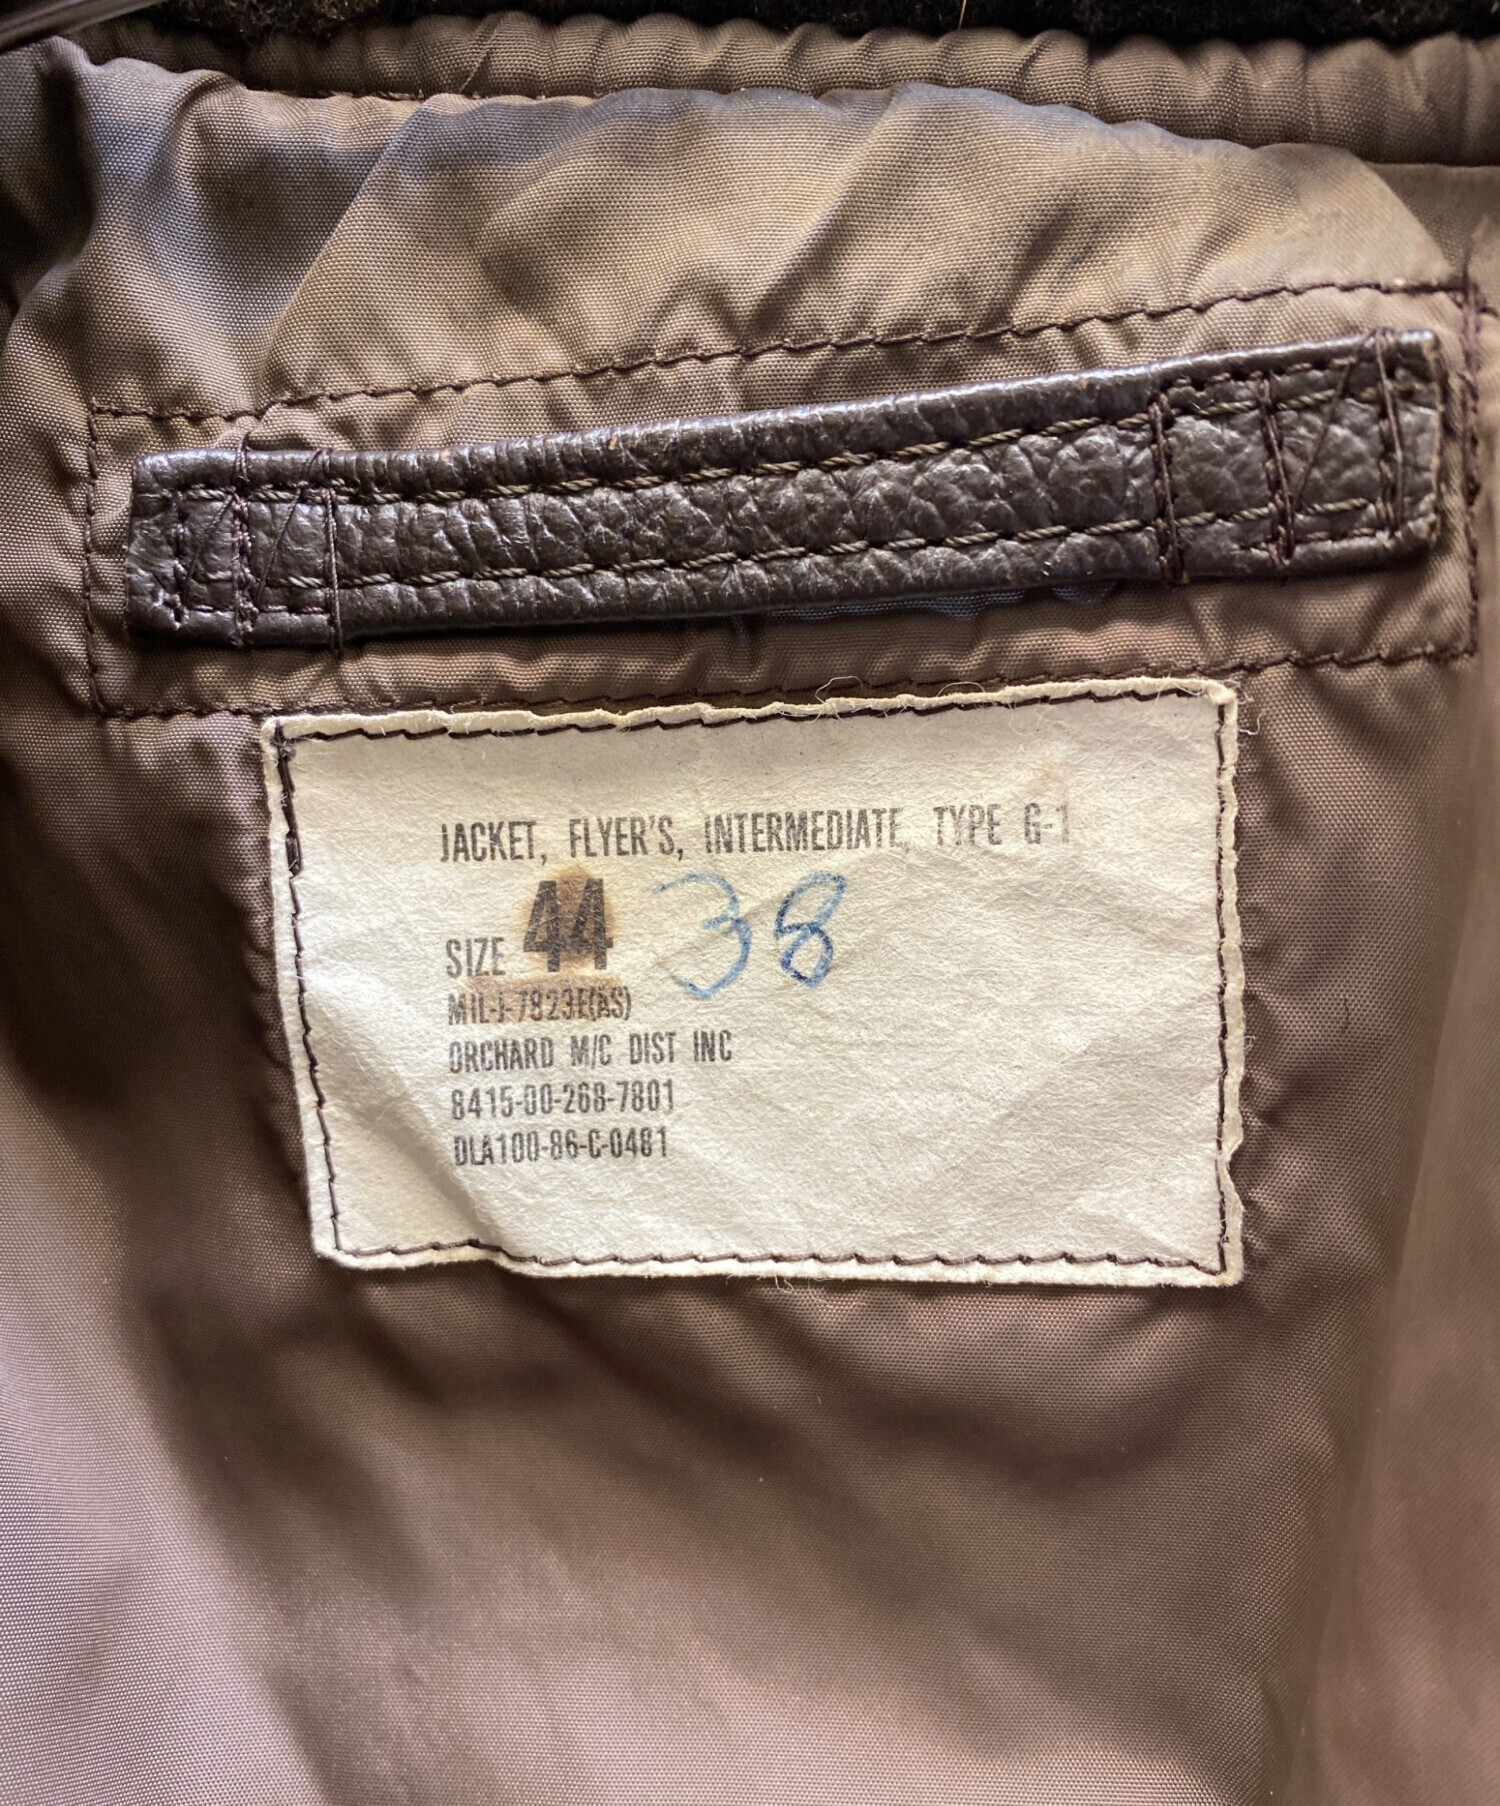 JACKET, FLYER'S, INTERMEDIATE, TYPE G-1
SIZE 44 38
MIL-J-7823E(AS)
ORCHARD M/C DIST INC
8415-00-268-7801
DLA100-86-C-0481